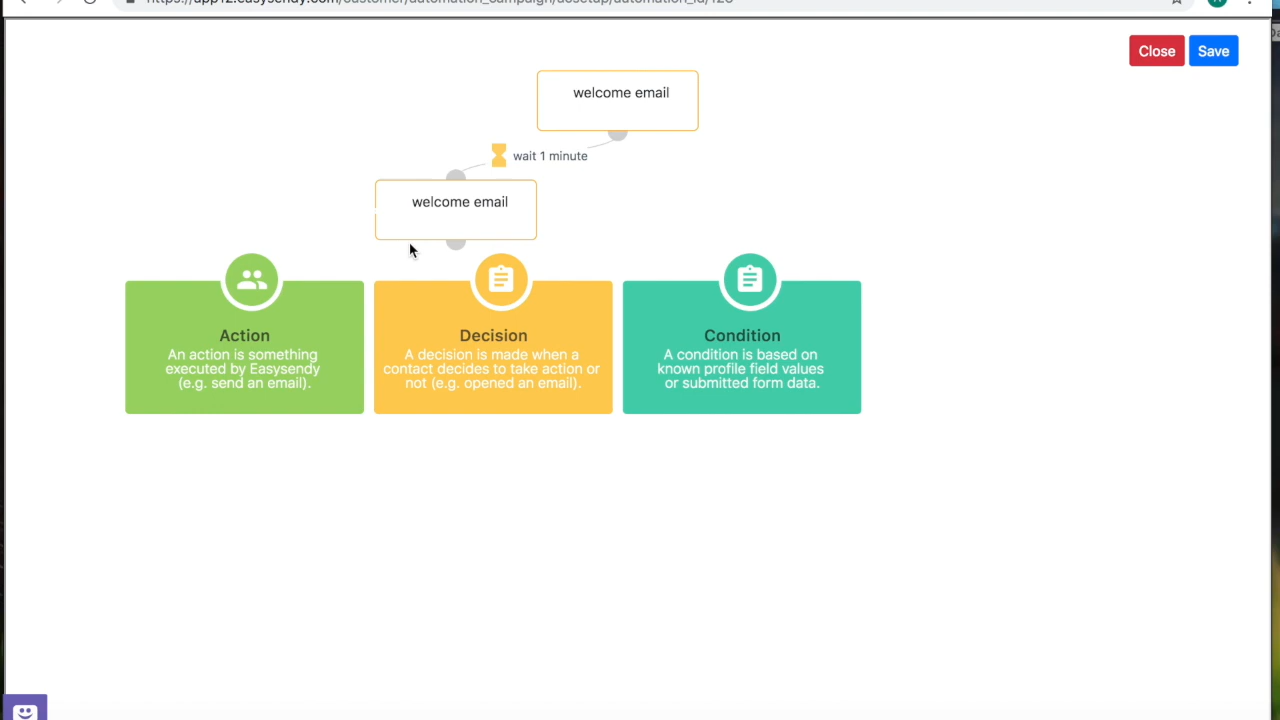 Close Save
welcome email
wait 1 minute
welcome email
Action
An action is something
executed by Easysendy
(e.g. send an email).
Decision
A decision is made when a
contact decides to take action or
not (e.g. opened an email).
Condition
A condition is based on
known profile field values
or submitted form data.